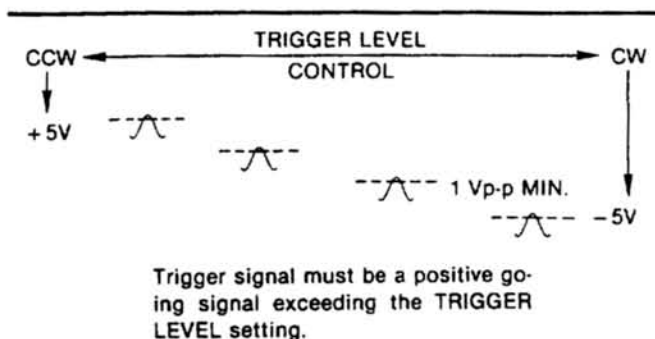 TRIGGER LEVEL
CCW CW
CONTROL
+5V
1 Vp-p MIN.
-5V
Trigger signal must be a positive go-
ing signal exceeding the TRIGGER
LEVEL setting.